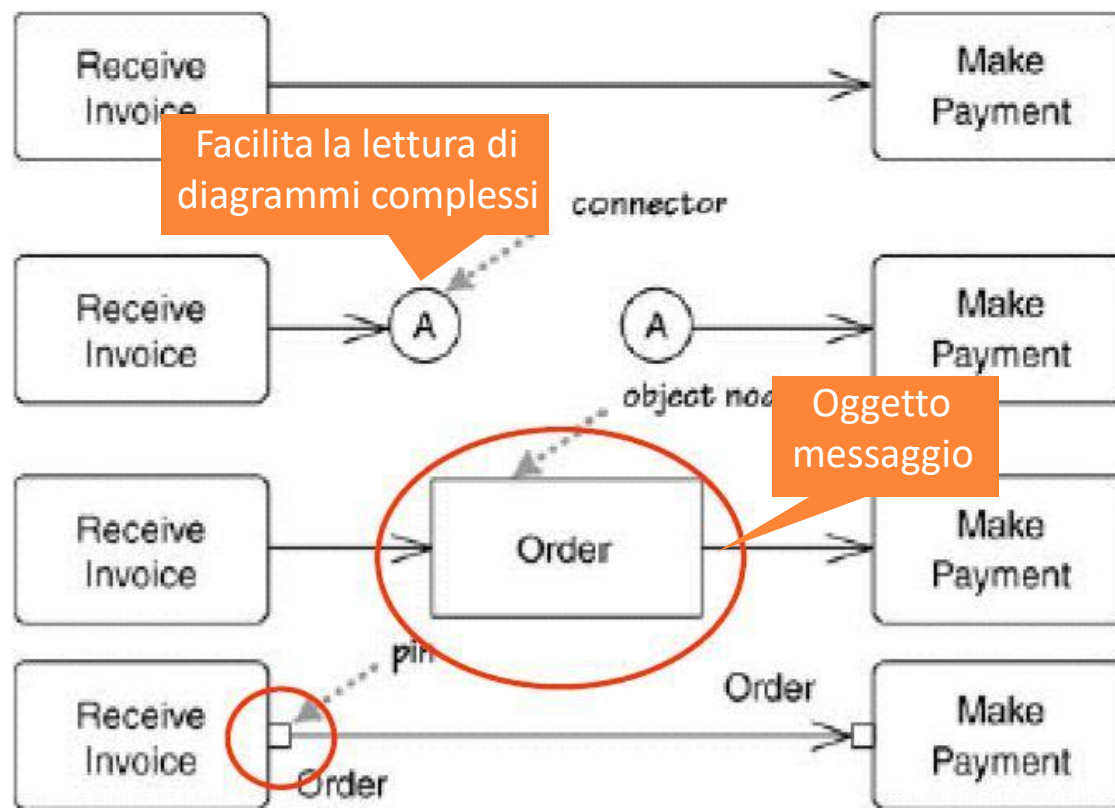 Receive
Invoice
Make
Payment
Facilita la lettura di
diagrammi complessi
connector
Receive
Invoice
A
A
Make
Payment
object
Oggetto
messaggio
Receive
Invoice
Order
Make
Payment
pin
Receive
Invoice
Order
Order
Make
Payment